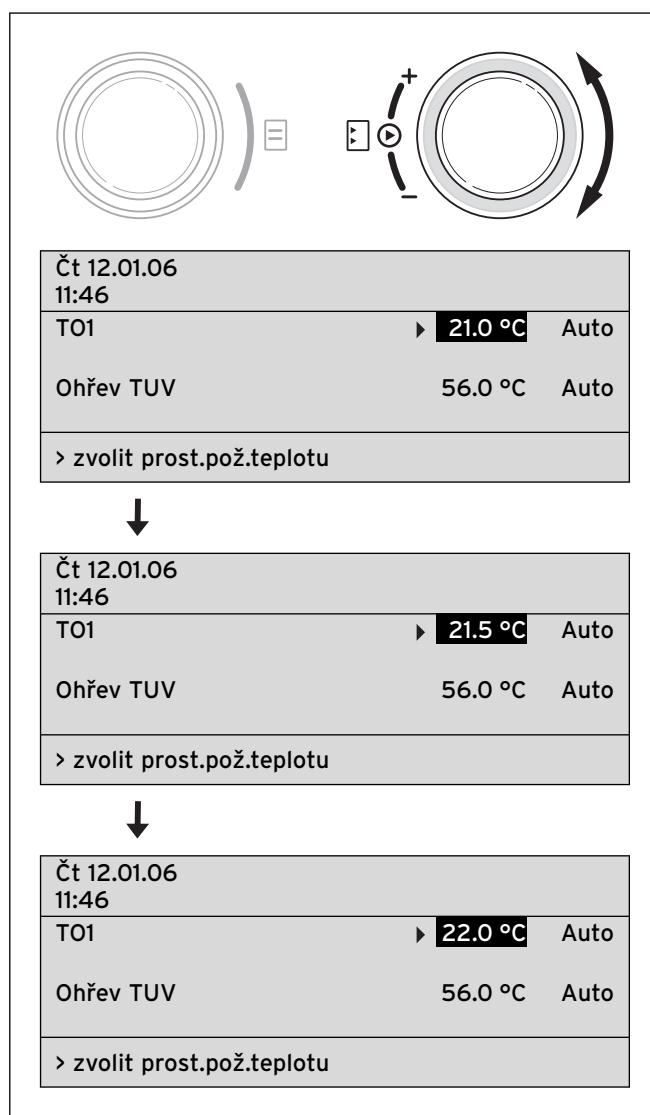 +
−
Čt 12.01.06
11:46
TO1 ▶ 21.0 °C Auto
Ohřev TUV 56.0 °C Auto
> zvolit prost.pož.teplotu
Čt 12.01.06
11:46
TO1 ▶ 21.5 °C Auto
Ohřev TUV 56.0 °C Auto
> zvolit prost.pož.teplotu
Čt 12.01.06
11:46
TO1 ▶ 22.0 °C Auto
Ohřev TUV 56.0 °C Auto
> zvolit prost.pož.teplotu